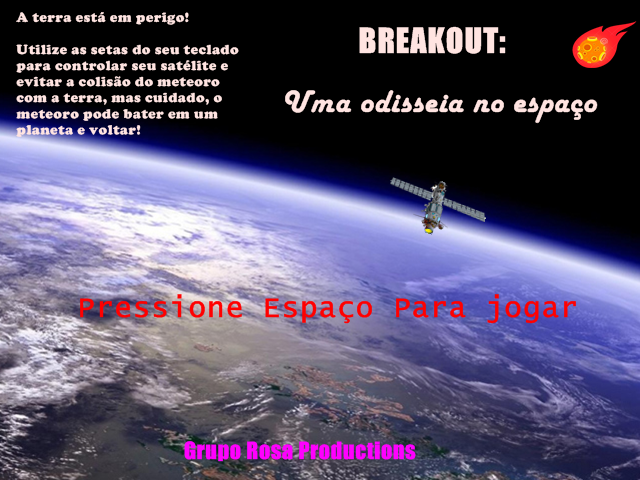 A terra está em perigo!
Utilize as setas do seu teclado
para controlar seu satélite e
evitar a colisão do meteoro
com a terra, mas cuidado, o
meteoro pode bater em um
planeta e voltar!
BREAKOUT:
Uma odisseia no espaço
Pressione Espaço Para jogar
Grupo Rosa Productions